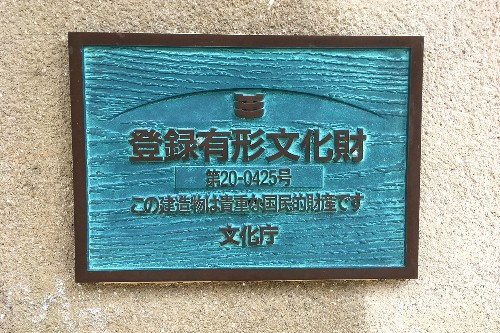 登録有形文化財
第20-0425号
この建造物は貴重な国民的財産です
文化庁